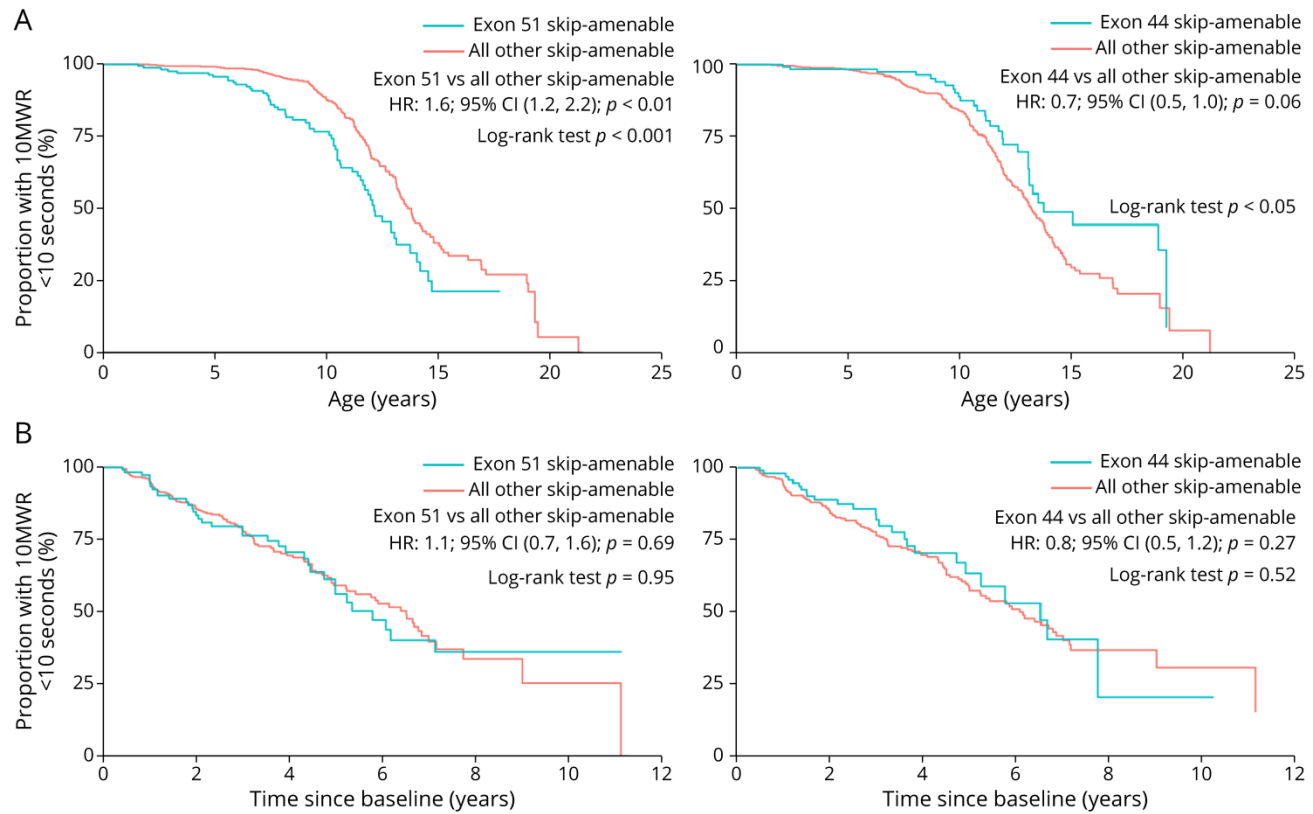 A
Exon 51 skip-amenable
All other skip-amenable
Exon 51 vs all other skip-amenable
HR: 1.6; 95% CI (1.2, 2.2); p < 0.01
Log-rank test p < 0.001
Proportion with 10MWR
<10 seconds (%)
100
75
50
20
0
0 5 10 15 20 25
Age (years)
Exon 44 skip-amenable
All other skip-amenable
Exon 44 vs all other skip-amenable
HR: 0.7; 95% CI (0.5, 1.0); p = 0.06
Log-rank test p < 0.05
100
75
50
25
0
0 5 10 15 20 25
Age (years)
B
Exon 51 skip-amenable
All other skip-amenable
Exon 51 vs all other skip-amenable
HR: 1.1; 95% CI (0.7, 1.6); p = 0.69
Log-rank test p = 0.95
Proportion with 10MWR
<10 seconds (%)
100
75
50
25
0
0 2 4 6 8 10 12
Time since baseline (years)
Exon 44 skip-amenable
All other skip-amenable
Exon 44 vs all other skip-amenable
HR: 0.8; 95% CI (0.5, 1.2); p = 0.27
Log-rank test p = 0.52
100
75
50
25
0
0 2 4 6 8 10 12
Time since baseline (years)